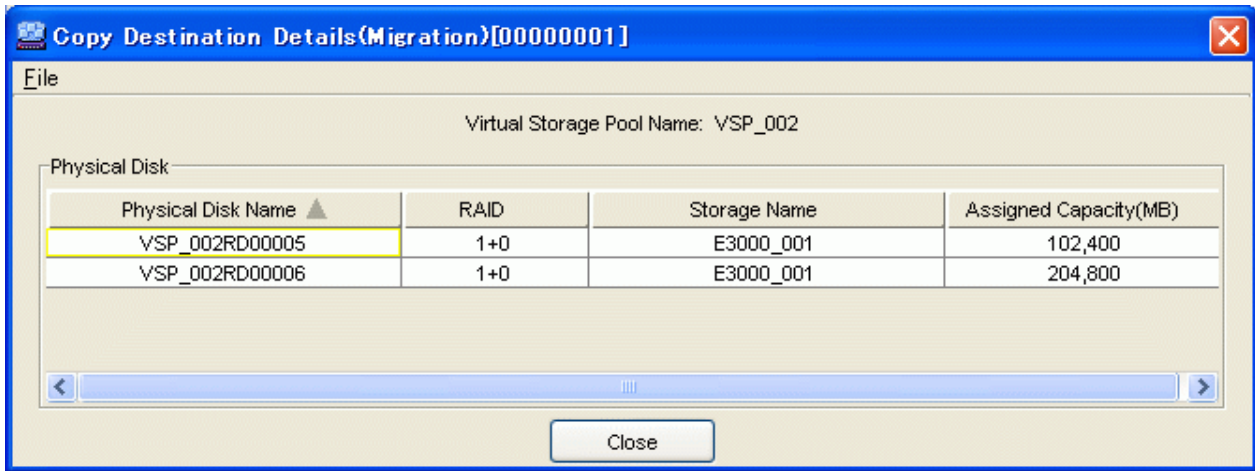 Copy Destination Details(Migration)[00000001]
File
Virtual Storage Pool Name: VSP_002
Physical Disk
Physical Disk Name RAID Storage Name Assigned Capacity(MB)
VSP_002RD00005 1+0 E3000_001 102,400
VSP_002RD00006 1+0 E3000_001 204,800
Close